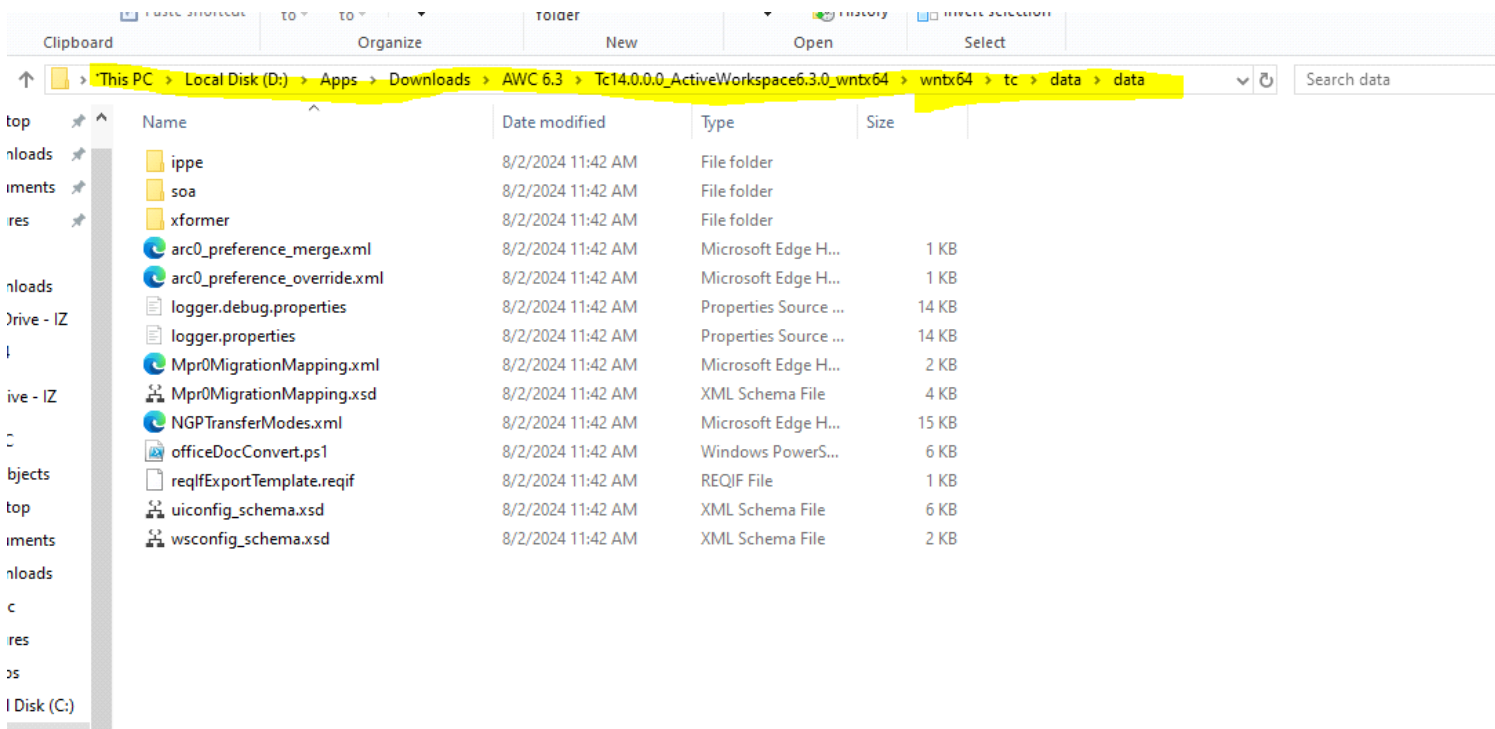 to to folder History
Clipboard Organize New Open Select
This PC > Local Disk (D:) > Apps > Downloads > AWC 6.3 > Tc14.0.0.0_ActiveWorkspace6.3.0_wntx64 > wntx64 > tc > data > data Search data
top Name Date modified Type Size
nloads ippe 8/2/2024 11:42 AM File folder
uments soa 8/2/2024 11:42 AM File folder
ures xformer 8/2/2024 11:42 AM File folder
arc0_preference_merge.xml 8/2/2024 11:42 AM Microsoft Edge H... 1 KB
nloads arc0_preference_override.xml 8/2/2024 11:42 AM Microsoft Edge H... 1 KB
logger.debug.properties 8/2/2024 11:42 AM Properties Source ... 14 KB
Drive - IZ logger.properties 8/2/2024 11:42 AM Properties Source ... 14 KB
Mpr0MigrationMapping.xml 8/2/2024 11:42 AM Microsoft Edge H... 2 KB
ive - IZ Mpr0MigrationMapping.xsd 8/2/2024 11:42 AM XML Schema File 4 KB
NGPTransferModes.xml 8/2/2024 11:42 AM Microsoft Edge H... 15 KB
C officeDocConvert.ps1 8/2/2024 11:42 AM Windows PowerS... 6 KB
bjects reqIfExportTemplate.reqif 8/2/2024 11:42 AM REQIF File 1 KB
top uiconfig_schema.xsd 8/2/2024 11:42 AM XML Schema File 6 KB
uments wsconfig_schema.xsd 8/2/2024 11:42 AM XML Schema File 2 KB
nloads
c
ures
os
l Disk (C:)